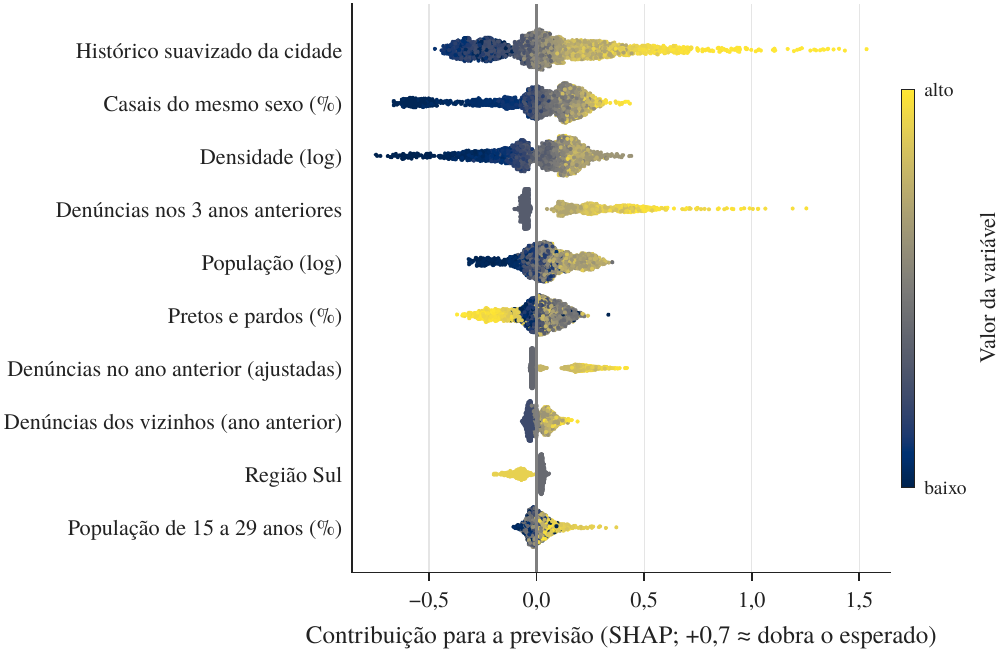 Histórico suavizado da cidade
Casais do mesmo sexo (%)
Densidade (log)
Denúncias nos 3 anos anteriores
População (log)
Pretos e pardos (%)
Denúncias no ano anterior (ajustadas)
Denúncias dos vizinhos (ano anterior)
Região Sul
População de 15 a 29 anos (%)
−0,5 0,0 0,5 1,0 1,5
Contribuição para a previsão (SHAP; +0,7 ≈ dobra o esperado)
alto
baixo
Valor da variável